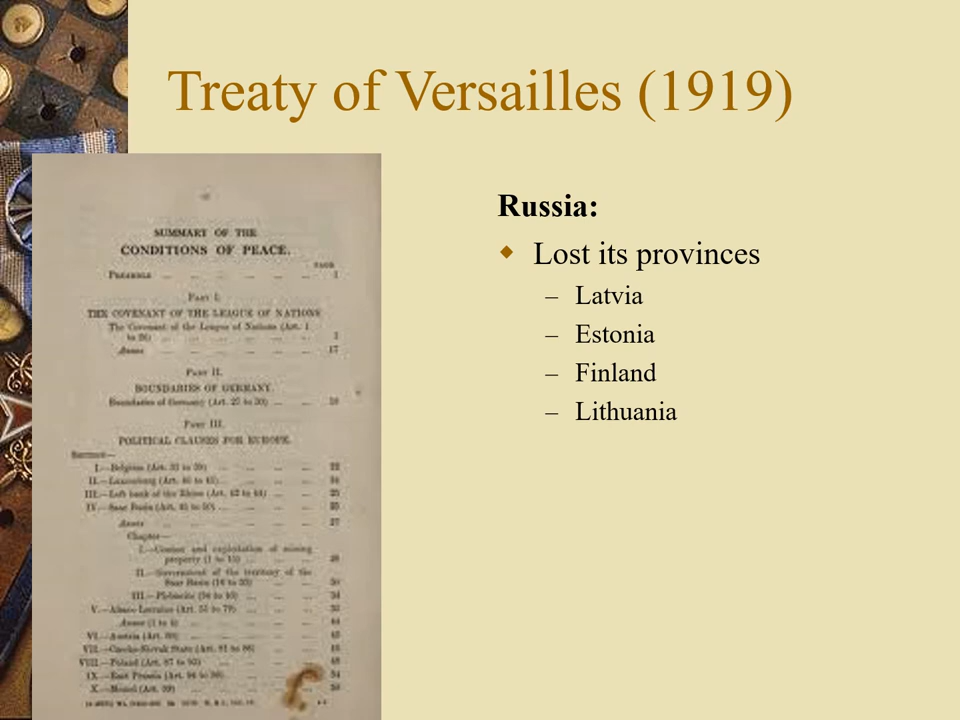 Treaty of Versailles (1919)
SUMMARY OF THE
CONDITIONS OF PEACE.
PAGE
PREAMBLE ... ... ... ... ... ... 1
PART I.
THE COVENANT OF THE LEAGUE OF NATIONS
The Covenant of the League of Nations (Art. 1
to 26)
Annex ... ... ... ... ... 17
PART II.
BOUNDARIES OF GERMANY.
Boundaries of Germany (Art. 27 to 30) ... ...
PART III.
POLITICAL CLAUSES FOR EUROPE.
Section—
I.—Belgium (Art. 31 to 39) ... ... ... ...
II.—Luxemburg (Art. 40 to 41) ... ... ...
III.—Left bank of the Rhine (Art. 42 to 44) ... ...
IV.—Saar Basin (Art. 45 to 50) ... ... ... ...
Annex ... ... ... ... ... 27
Chapter—
I.—Cession and exploitation of mining
property (1 to 15) ... ... ...
II.—Government of the territory of the
Saar Basin (16 to 33) ... ...
III.—Plebiscite (34 to 40) ... ... ... 34
V.—Alsace-Lorraine (Art. 51 to 79) ... ... ...
Annex ... ... ... ...
VI.—Austria (Art. 80) ... ... ... ...
VII.—Czecho-Slovak State (Art. 81 to 86) ... ...
VIII.—Poland (Art. 87 to 93) ... ... ... ...
IX.—East Prussia (Art. 94 to 98) ... ... ... 54
X.—Memel (Art. 99) ... ... ... ...
Russia:
Lost its provinces
– Latvia
– Estonia
– Finland
– Lithuania